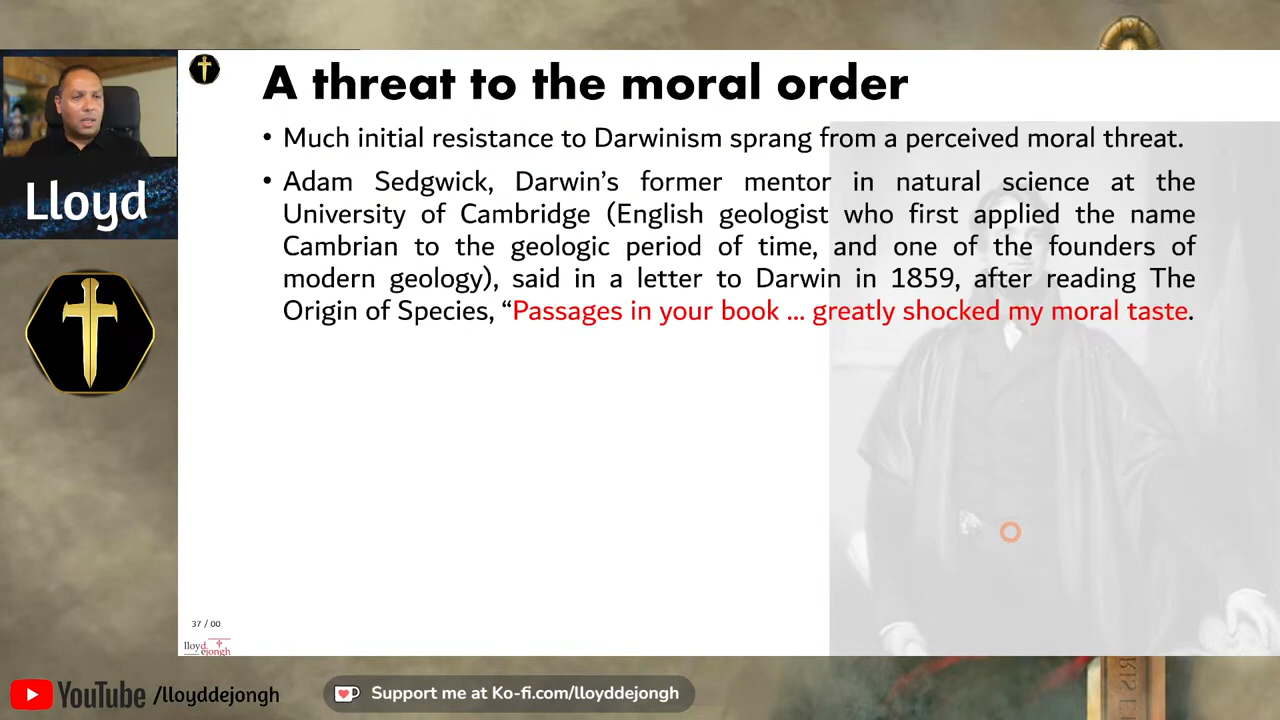 A threat to the moral order
• Much initial resistance to Darwinism sprang from a perceived moral threat.
• Adam Sedgwick, Darwin’s former mentor in natural science at the
University of Cambridge (English geologist who first applied the name
Cambrian to the geologic period of time, and one of the founders of
modern geology), said in a letter to Darwin in 1859, after reading The
Origin of Species, “Passages in your book ... greatly shocked my moral taste.
Lloyd
37 / 00
lloyd
ejongh
YouTube /lloyddejongh
Support me at Ko-fi.com/lloyddejongh